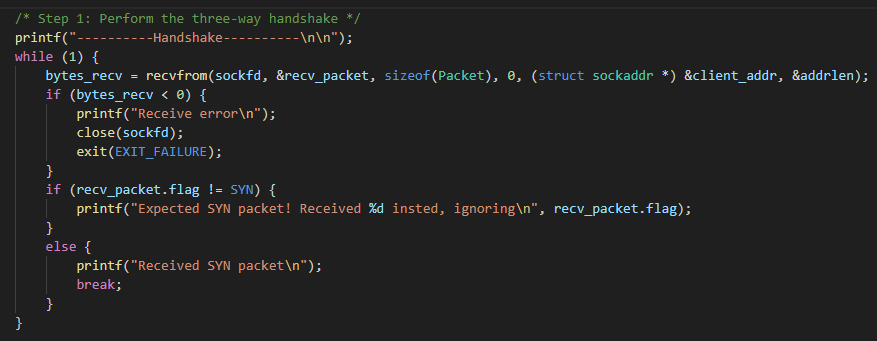 /* Step 1: Perform the three-way handshake */
printf("----------Handshake----------\n\n");
while (1) {
bytes_recv = recvfrom(sockfd, &recv_packet, sizeof(Packet), 0, (struct sockaddr *) &client_addr, &addrlen);
if (bytes_recv < 0) {
printf("Receive error\n");
close(sockfd);
exit(EXIT_FAILURE);
}
if (recv_packet.flag != SYN) {
printf("Expected SYN packet! Received %d insted, ignoring\n", recv_packet.flag);
}
else {
printf("Received SYN packet\n");
break;
}
}